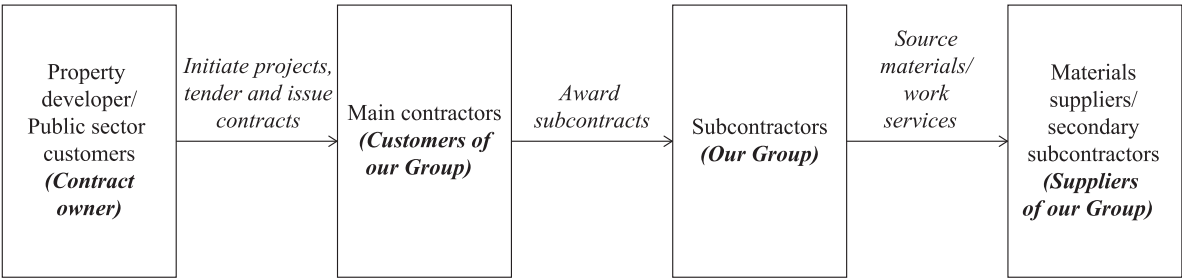 Property
developer/
Public sector
customers
(Contract
owner)
Initiate projects,
tender and issue
contracts
Main contractors
(Customers of
our Group)
Award
subcontracts
Subcontractors
(Our Group)
Source
materials/
work
services
Materials
suppliers/
secondary
subcontractors
(Suppliers
of our Group)